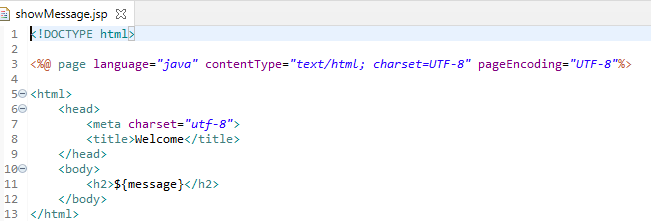 showMessage.jsp
1 <!DOCTYPE html>
2
3 <%@ page language="java" contentType="text/html; charset=UTF-8" pageEncoding="UTF-8"%>
4
5 <html>
6 <head>
7 <meta charset="utf-8">
8 <title>Welcome</title>
9 </head>
10 <body>
11 <h2>${message}</h2>
12 </body>
13 </html>